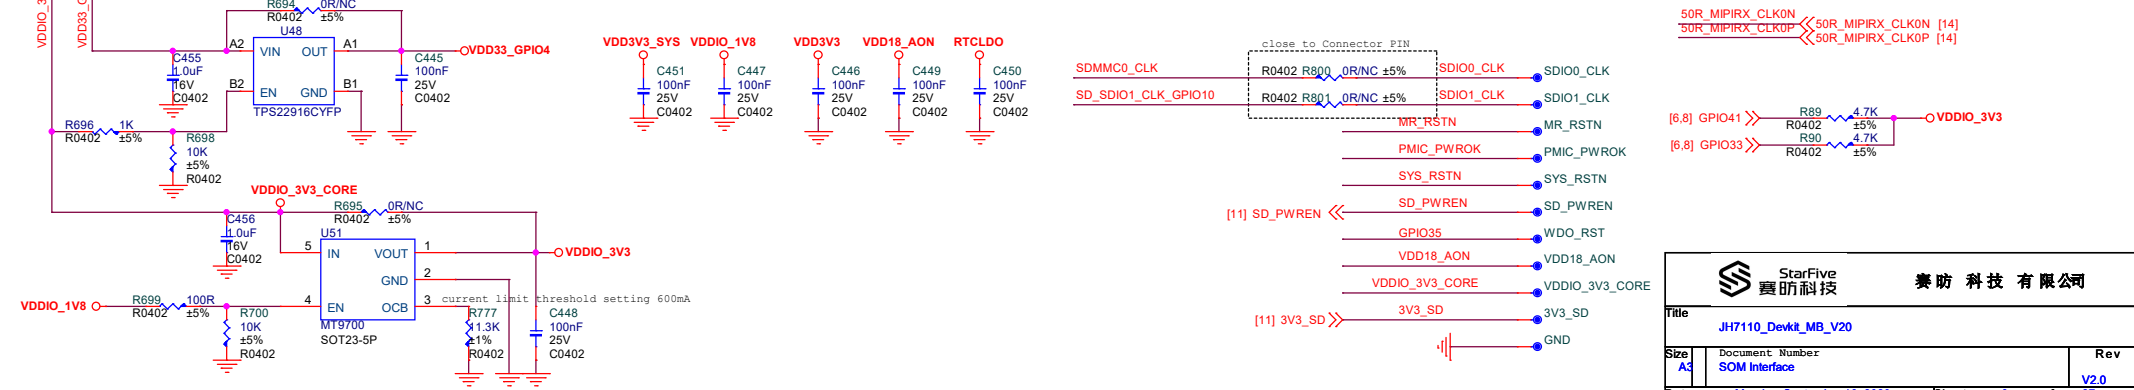 R694 0R/NC
R0402 ±5%
VDDIO_3
VDD33_
U48
A2 VIN OUT A1
VDD33_GPIO4
C455
1.0uF
16V
C0402
C445
100nF
25V
C0402
B2 EN GND B1
TPS22916CYFP
R696 1K
R0402 ±5%
R698
10K
±5%
R0402
VDD3V3_SYS
C451
100nF
25V
C0402
VDDIO_1V8
C447
100nF
25V
C0402
VDD3V3
C446
100nF
25V
C0402
VDD18_AON
C449
100nF
25V
C0402
RTCLDO
C450
100nF
25V
C0402
VDDIO_3V3_CORE
R695 0R/NC
R0402 ±5%
C456
1.0uF
16V
C0402
U51
5 IN VOUT 1
VDDIO_3V3
GND 2
4 EN OCB 3
MT9700
SOT23-5P
current limit threshold setting 600mA
VDDIO_1V8
R699 100R
R0402 ±5%
R700
10K
±5%
R0402
R777
11.3K
±1%
R0402
C448
100nF
25V
C0402
close to Connector PIN
SDMMC0_CLK R0402 R800 0R/NC ±5% SDIO0_CLK SDIO0_CLK
SD_SDIO1_CLK_GPIO10 R0402 R801 0R/NC ±5% SDIO1_CLK SDIO1_CLK
MR_RSTN MR_RSTN
PMIC_PWROK PMIC_PWROK
SYS_RSTN SYS_RSTN
[11] SD_PWREN SD_PWREN SD_PWREN
GPIO35 WDO_RST
VDD18_AON VDD18_AON
VDDIO_3V3_CORE VDDIO_3V3_CORE
[11] 3V3_SD 3V3_SD 3V3_SD
GND
50R_MIPIRX_CLK0N 50R_MIPIRX_CLK0N [14]
50R_MIPIRX_CLK0P 50R_MIPIRX_CLK0P [14]
[6,8] GPIO41 R89 4.7K
R0402 ±5%
VDDIO_3V3
[6,8] GPIO33 R90 4.7K
R0402 ±5%
StarFive
赛昉科技
赛昉 科技 有限公司
Title
JH7110_Devkit_MB_V20
Size Document Number Rev
A3 SOM Interface V2.0